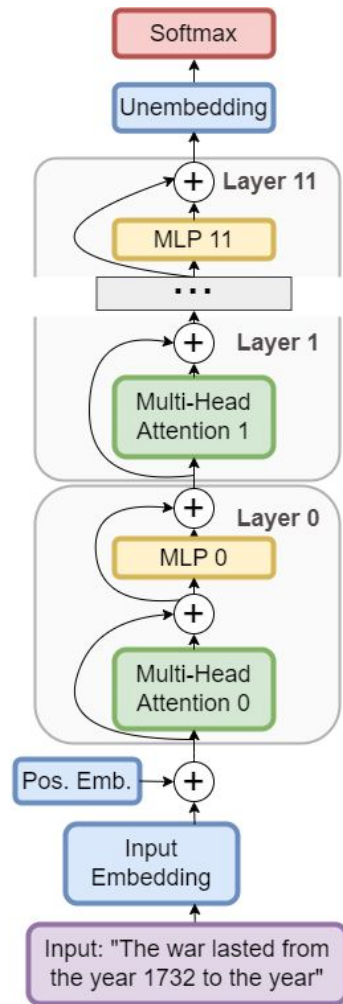 Softmax
Unembedding
Layer 11
MLP 11
...
Layer 1
Multi-Head
Attention 1
Layer 0
MLP 0
Multi-Head
Attention 0
Pos. Emb.
Input
Embedding
Input: "The war lasted from
the year 1732 to the year"